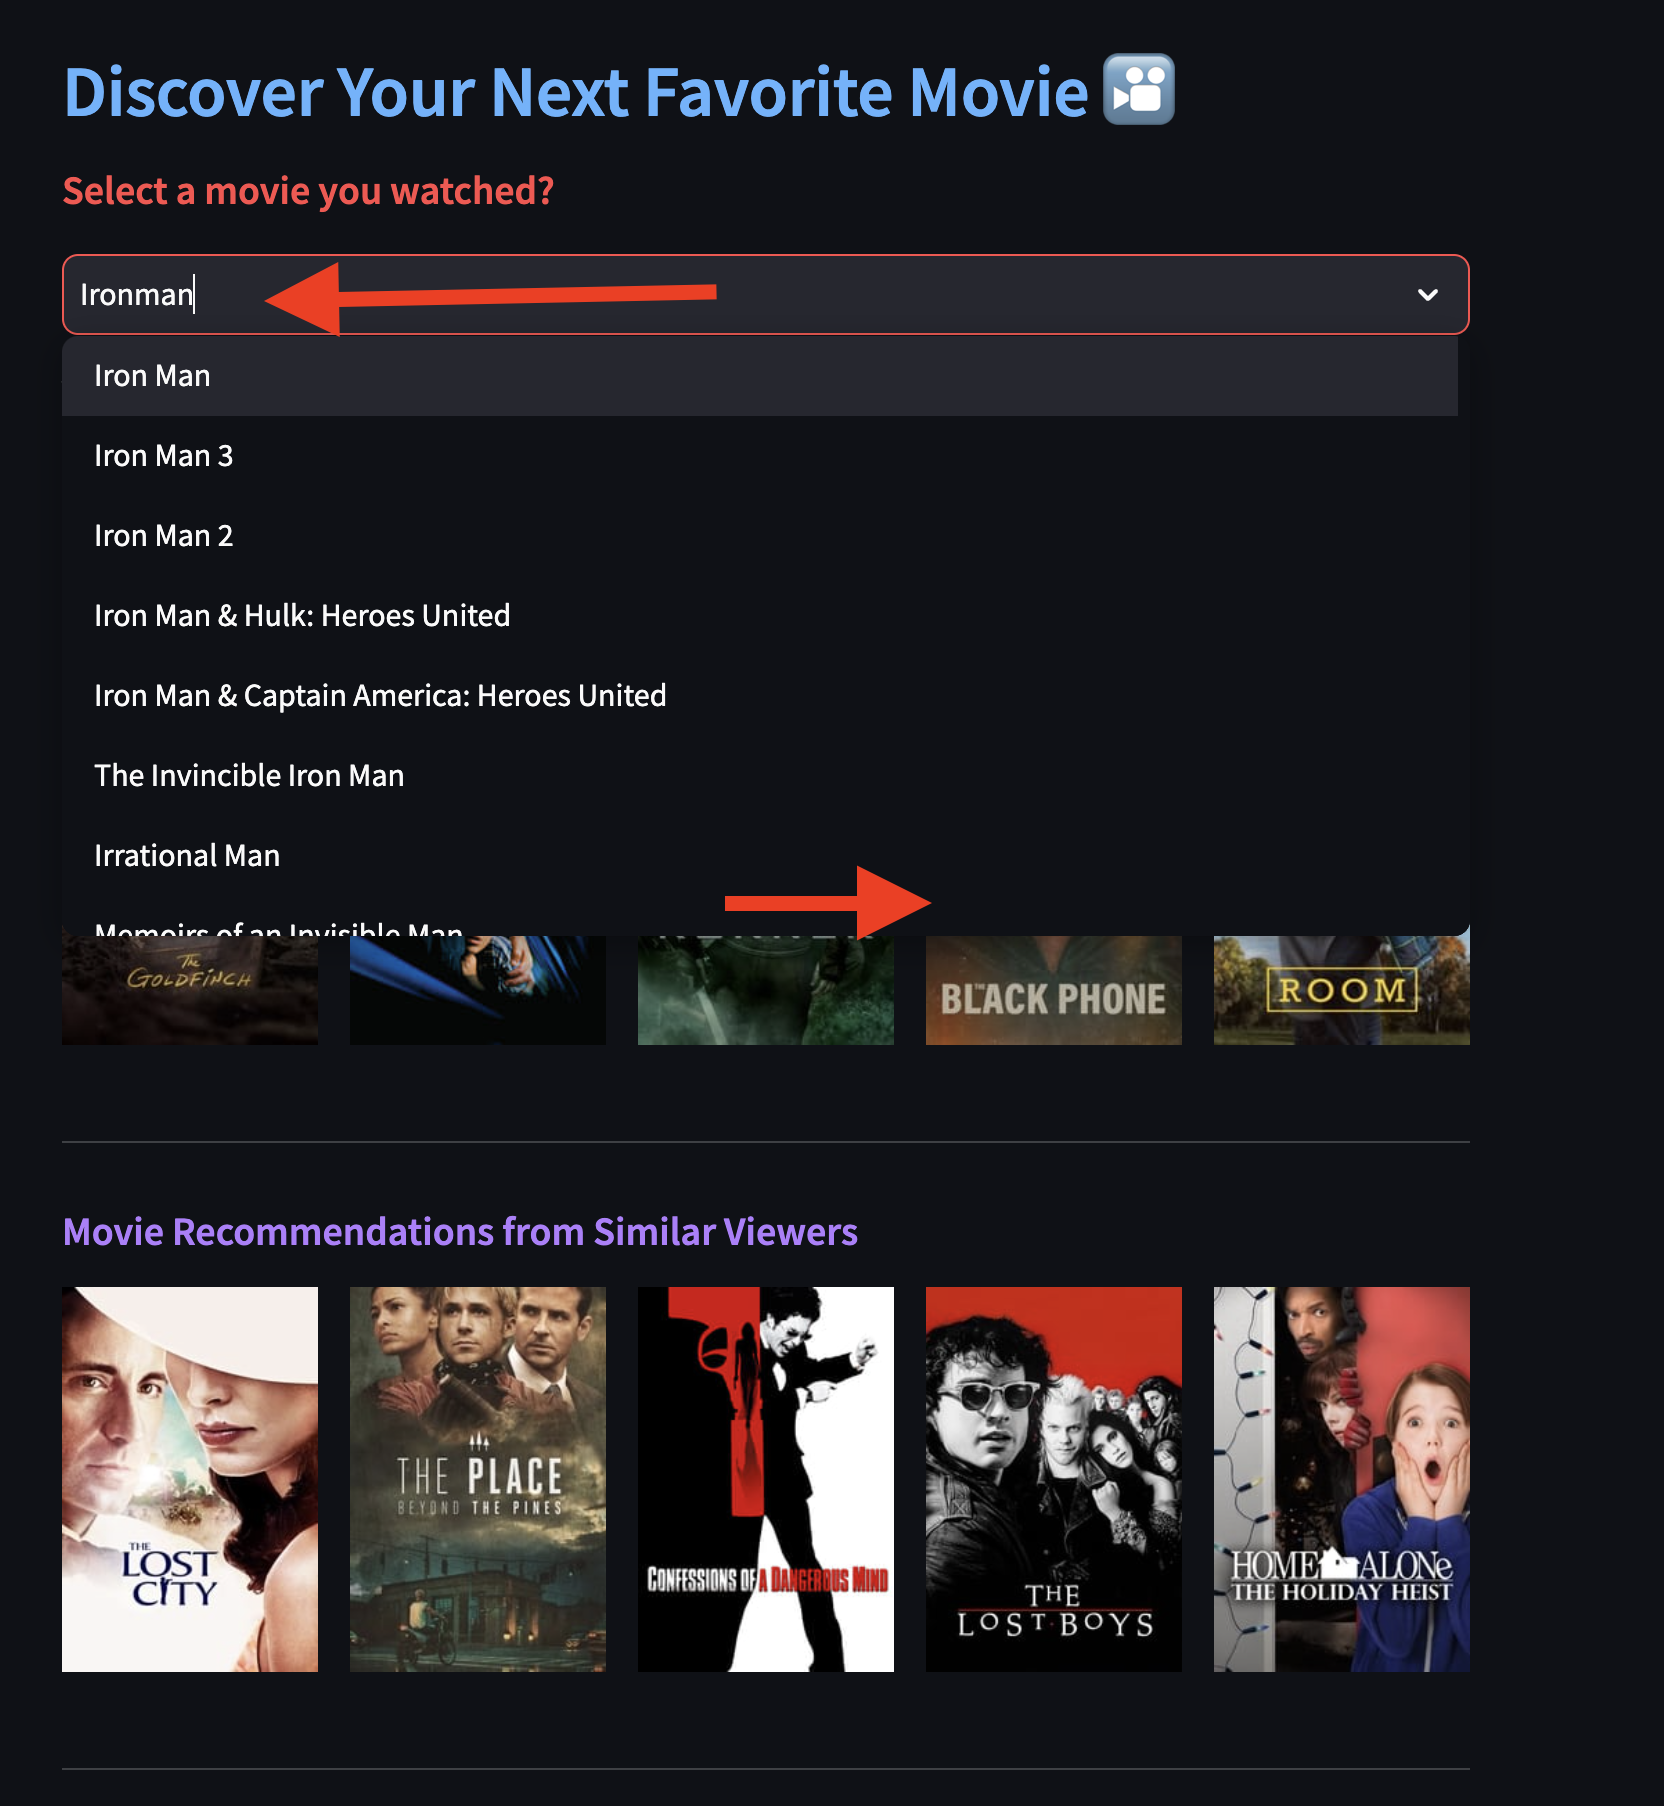 Discover Your Next Favorite Movie
Select a movie you watched?
Ironman
Iron Man
Iron Man 3
Iron Man 2
Iron Man & Hulk: Heroes United
Iron Man & Captain America: Heroes United
The Invincible Iron Man
Irrational Man
Memoirs of an Invisible Man
The
GOLDFINCH
THE
BLACK PHONE
ROOM
Movie Recommendations from Similar Viewers
THE
LOST
CITY
THE PLACE
BEYOND THE PINES
CONFESSIONS OF A DANGEROUS MIND
THE
LOST BOYS
HOME ALONe
THE HOLIDAY HEIST